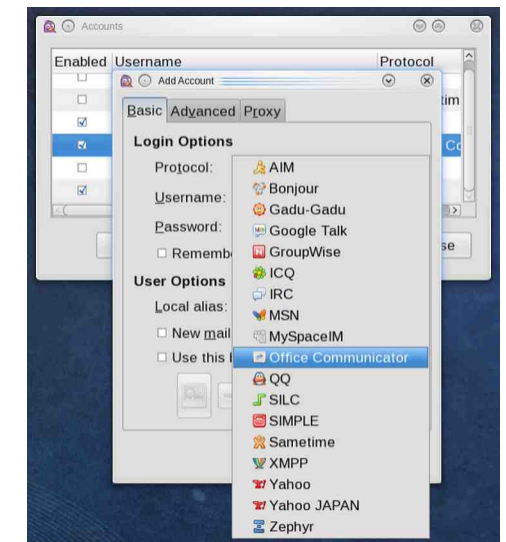 Accounts
Enabled Username Protocol
Add Account
tim
Basic Advanced Proxy
Login Options
Protocol:
AIM
Bonjour
Username:
Gadu-Gadu
Password:
Google Talk
GroupWise
ICQ
User Options
IRC
Local alias:
MSN
New mail
MySpaceIM
Use this
Office Communicator
QQ
SILC
SIMPLE
Sametime
XMPP
Yahoo
Yahoo JAPAN
Zephyr